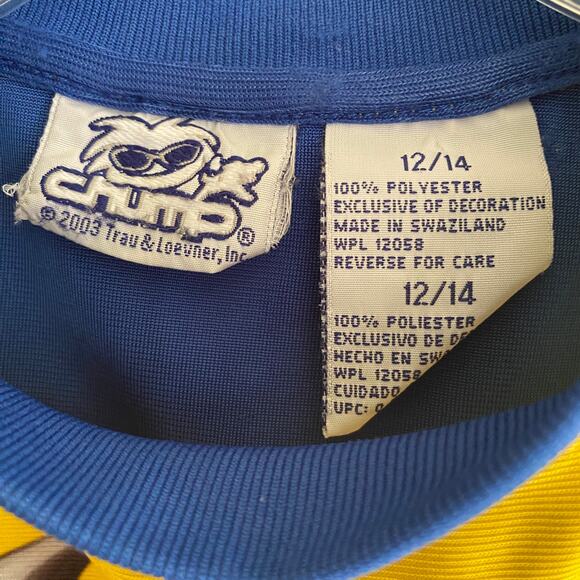 chump®
© 2003 Trau & Loevner, Inc
12/14
100% POLYESTER
EXCLUSIVE OF DECORATION
MADE IN SWAZILAND
WPL 12058
REVERSE FOR CARE
12/14
100% POLIESTER
EXCLUSIVO DE
HECHO EN
WPL 12058
CUIDADO
UPC: